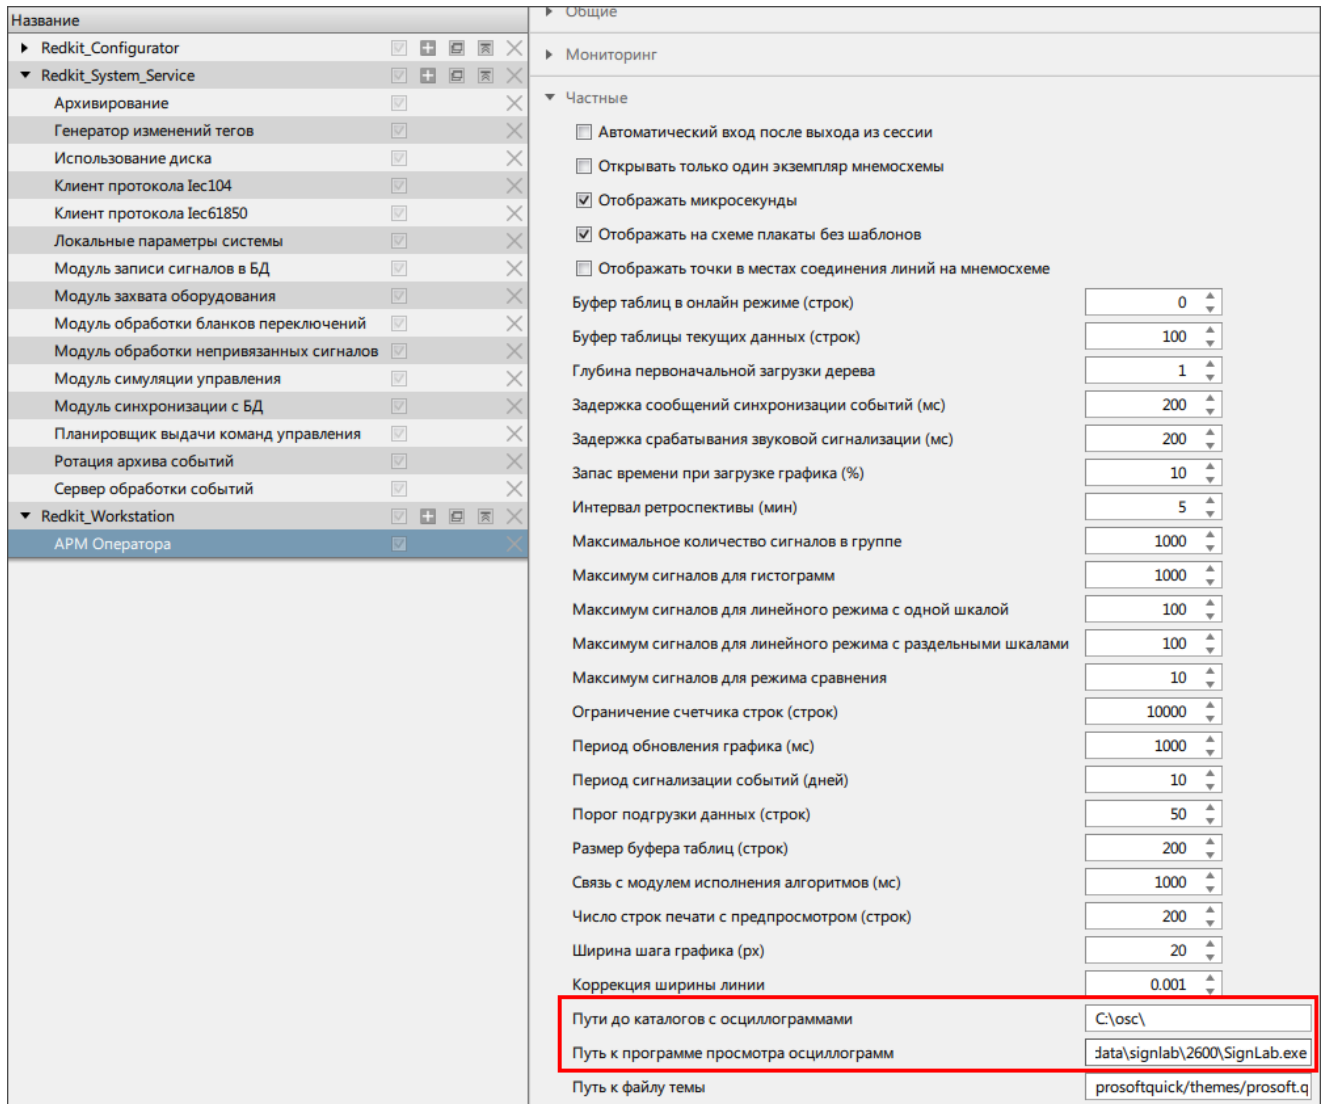 Название
Redkit_Configurator
Redkit_System_Service
Архивирование
Генератор изменений тегов
Использование диска
Клиент протокола Iec104
Клиент протокола Iec61850
Локальные параметры системы
Модуль записи сигналов в БД
Модуль захвата оборудования
Модуль обработки бланков переключений
Модуль обработки непривязанных сигналов
Модуль симуляции управления
Модуль синхронизации с БД
Планировщик выдачи команд управления
Ротация архива событий
Сервер обработки событий
Redkit_Workstation
АРМ Оператора
Общие
Мониторинг
Частные
Автоматический вход после выхода из сессии
Открывать только один экземпляр мнемосхемы
Отображать микросекунды
Отображать на схеме плакаты без шаблонов
Отображать точки в местах соединения линий на мнемосхеме
Буфер таблиц в онлайн режиме (строк) 0
Буфер таблицы текущих данных (строк) 100
Глубина первоначальной загрузки дерева 1
Задержка сообщений синхронизации событий (мс) 200
Задержка срабатывания звуковой сигнализации (мс) 200
Запас времени при загрузке графика (%) 10
Интервал ретроспективы (мин) 5
Максимальное количество сигналов в группе 1000
Максимум сигналов для гистограмм 1000
Максимум сигналов для линейного режима с одной шкалой 100
Максимум сигналов для линейного режима с раздельными шкалами 100
Максимум сигналов для режима сравнения 10
Ограничение счетчика строк (строк) 10000
Период обновления графика (мс) 1000
Период сигнализации событий (дней) 10
Порог подгрузки данных (строк) 50
Размер буфера таблиц (строк) 200
Связь с модулем исполнения алгоритмов (мс) 1000
Число строк печати с предпросмотром (строк) 200
Ширина шага графика (px) 20
Коррекция ширины линии 0.001
Пути до каталогов с осциллограммами C:\osc\
Путь к программе просмотра осциллограмм data\signlab\2600\SignLab.exe
Путь к файлу темы prosoftquick/themes/prosoft.q